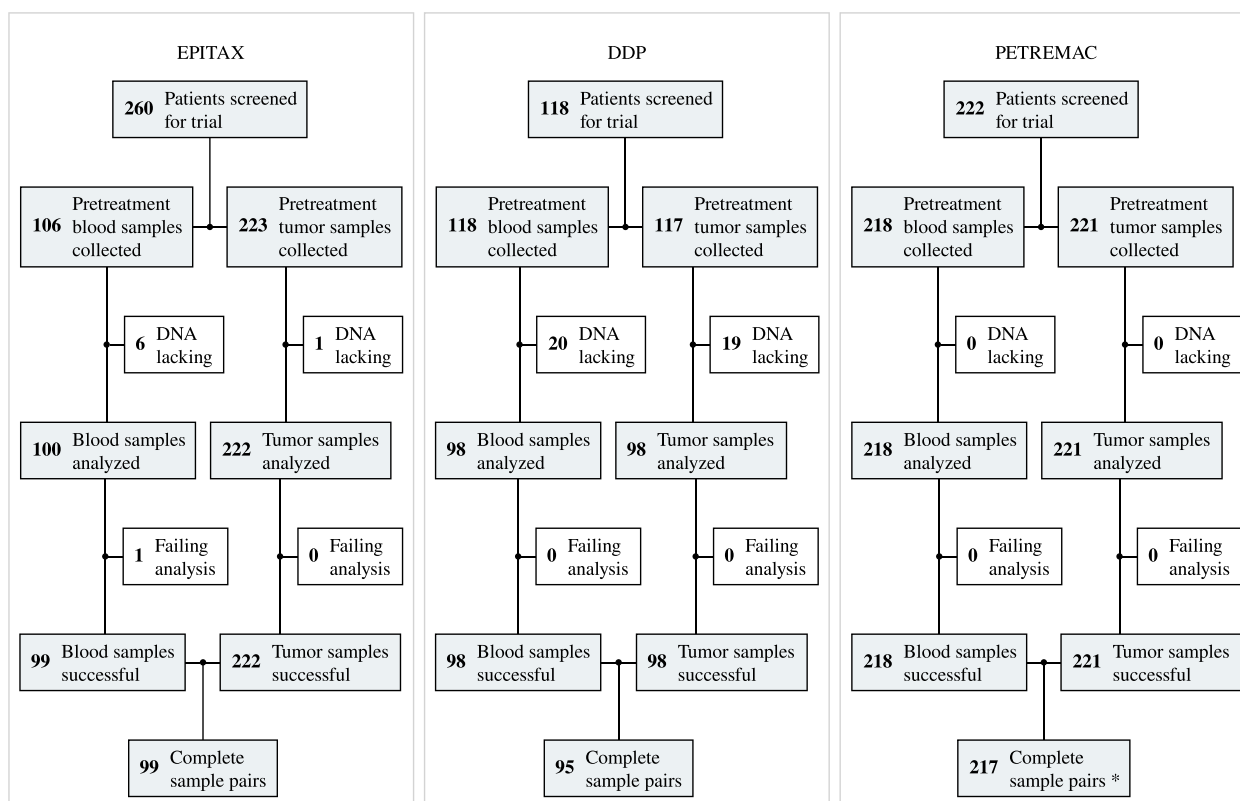 EPITAX
260 Patients screened
for trial
106 Pretreatment
blood samples
collected
223 Pretreatment
tumor samples
collected
6 DNA
lacking
1 DNA
lacking
100 Blood samples
analyzed
222 Tumor samples
analyzed
1 Failing
analysis
0 Failing
analysis
99 Blood samples
successful
222 Tumor samples
successful
99 Complete
sample pairs
DDP
118 Patients screened
for trial
118 Pretreatment
blood samples
collected
117 Pretreatment
tumor samples
collected
20 DNA
lacking
19 DNA
lacking
98 Blood samples
analyzed
98 Tumor samples
analyzed
0 Failing
analysis
0 Failing
analysis
98 Blood samples
successful
98 Tumor samples
successful
95 Complete
sample pairs
PETREMAC
222 Patients screened
for trial
218 Pretreatment
blood samples
collected
221 Pretreatment
tumor samples
collected
0 DNA
lacking
0 DNA
lacking
218 Blood samples
analyzed
221 Tumor samples
analyzed
0 Failing
analysis
0 Failing
analysis
218 Blood samples
successful
221 Tumor samples
successful
217 Complete
sample pairs *